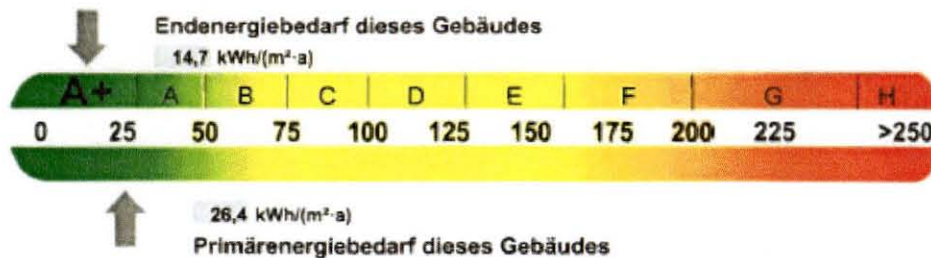 Endenergiebedarf dieses Gebäudes
14,7 kWh/(m²·a)
A+ A B C D E F G H
0 25 50 75 100 125 150 175 200 225 >250
26,4 kWh/(m²·a)
Primärenergiebedarf dieses Gebäudes